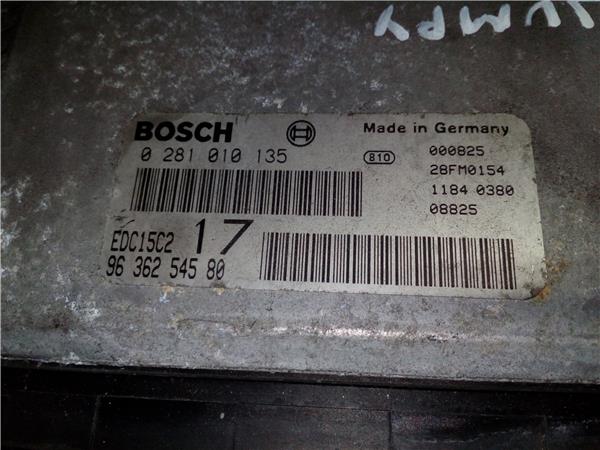 BOSCH
Made in Germany
0 281 010 135
810
000825
28FM0154
1184 0380
08825
EDC15C2 17
96 362 545 80